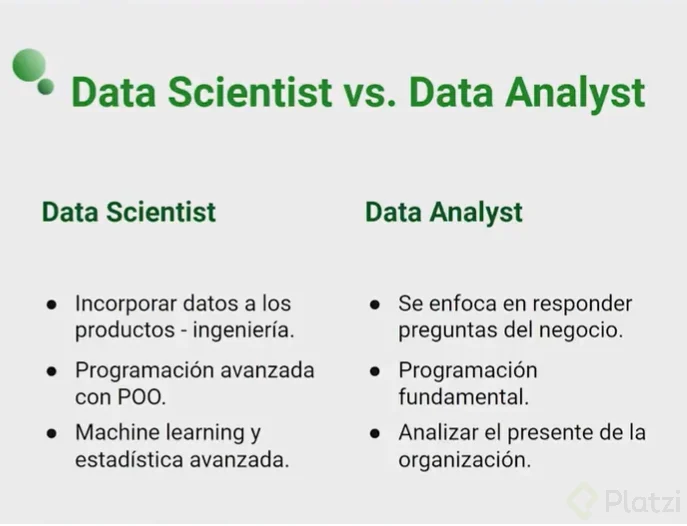 Data Scientist vs. Data Analyst
Data Scientist
Incorporar datos a los
productos - ingeniería.
Programación avanzada
con POO.
Machine learning y
estadística avanzada.
Data Analyst
Se enfoca en responder
preguntas del negocio.
Programación
fundamental.
Analizar el presente de la
organización.
Platzi